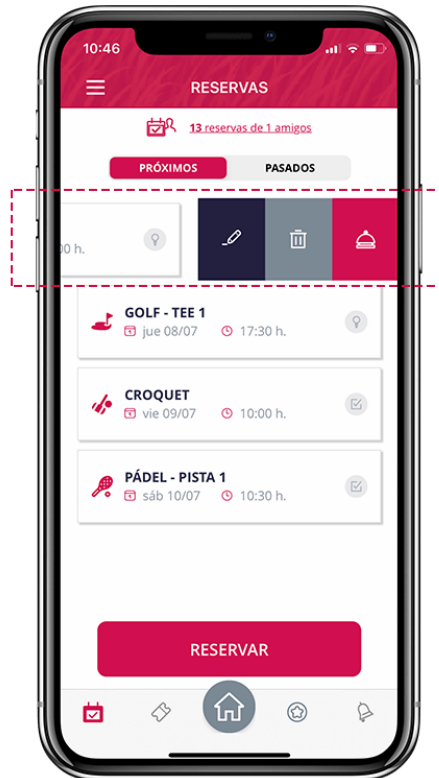 10:46
RESERVAS
13 reservas de 1 amigos
PRÓXIMOS PASADOS
00 h.
GOLF - TEE 1
jue 08/07 17:30 h.
CROQUET
vie 09/07 10:00 h.
PÁDEL - PISTA 1
sáb 10/07 10:30 h.
RESERVAR